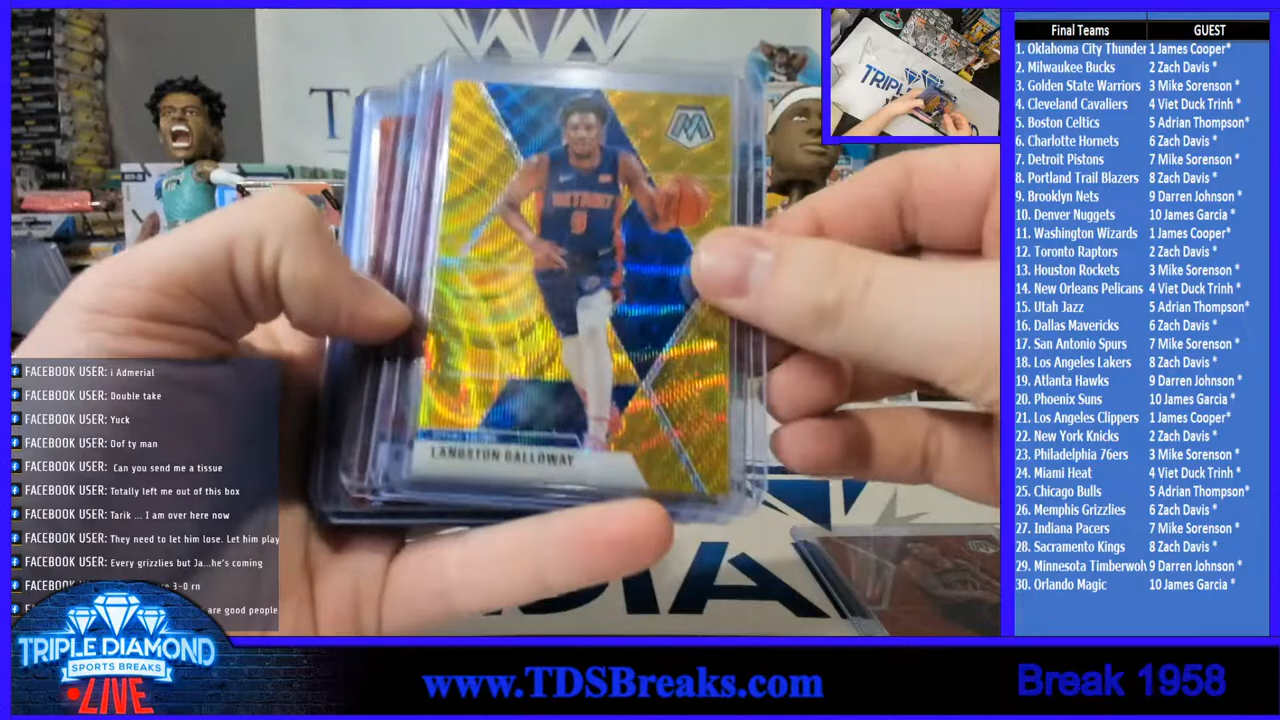 DETROIT
LANGSTON GALLOWAY
FACEBOOK USER: i Admerial
FACEBOOK USER: Double take
FACEBOOK USER: Yuck
FACEBOOK USER: Oof ty man
FACEBOOK USER: Can you send me a tissue
FACEBOOK USER: Totally left me out of this box
FACEBOOK USER: Tarik ... I am over here now
FACEBOOK USER: They need to let him lose. Let him play
FACEBOOK USER: Every grizzlies but Ja...he's coming
FACEBOOK 3-0 rn
are good people
TRIPLE DIAMOND
SPORTS BREAKS
LIVE
www.TDSBreaks.com
Break 1958
Final Teams GUEST
1. Oklahoma City Thunder 1 James Cooper*
2. Milwaukee Bucks 2 Zach Davis *
3. Golden State Warriors 3 Mike Sorenson *
4. Cleveland Cavaliers 4 Viet Duck Trinh *
5. Boston Celtics 5 Adrian Thompson*
6. Charlotte Hornets 6 Zach Davis *
7. Detroit Pistons 7 Mike Sorenson *
8. Portland Trail Blazers 8 Zach Davis *
9. Brooklyn Nets 9 Darren Johnson *
10. Denver Nuggets 10 James Garcia *
11. Washington Wizards 1 James Cooper*
12. Toronto Raptors 2 Zach Davis *
13. Houston Rockets 3 Mike Sorenson *
14. New Orleans Pelicans 4 Viet Duck Trinh *
15. Utah Jazz 5 Adrian Thompson*
16. Dallas Mavericks 6 Zach Davis *
17. San Antonio Spurs 7 Mike Sorenson *
18. Los Angeles Lakers 8 Zach Davis *
19. Atlanta Hawks 9 Darren Johnson *
20. Phoenix Suns 10 James Garcia *
21. Los Angeles Clippers 1 James Cooper*
22. New York Knicks 2 Zach Davis *
23. Philadelphia 76ers 3 Mike Sorenson *
24. Miami Heat 4 Viet Duck Trinh *
25. Chicago Bulls 5 Adrian Thompson*
26. Memphis Grizzlies 6 Zach Davis *
27. Indiana Pacers 7 Mike Sorenson *
28. Sacramento Kings 8 Zach Davis *
29. Minnesota Timberwolv 9 Darren Johnson *
30. Orlando Magic 10 James Garcia *